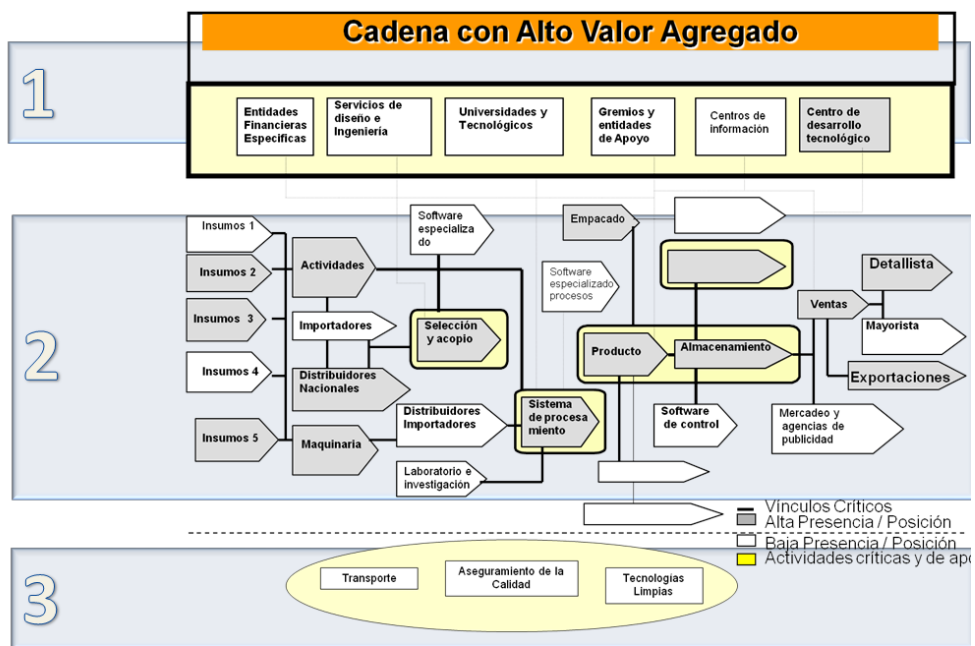 Cadena con Alto Valor Agregado
1
Entidades
Financieras
Especificas
Servicios de
diseño e
Ingeniería
Universidades y
Tecnológicos
Gremios y
entidades
de Apoyo
Centros de
información
Centro de
desarrollo
tecnológico
2
Insumos 1
Insumos 2
Insumos 3
Insumos 4
Insumos 5
Actividades
Importadores
Distribuidores
Nacionales
Maquinaria
Software
especializa
do
Selección
y acopio
Distribuidores
Importadores
Laboratorio e
investigación
Sistema
de procesa
miento
Software
especializado
procesos
Empacado
Producto
Almacenamiento
Software
de control
Ventas
Detallista
Mayorista
Exportaciones
Mercadeo y
agencias de
publicidad
Vínculos Críticos
Alta Presencia / Posición
Baja Presencia / Posición
Actividades críticas y de apo
3
Transporte
Aseguramiento de la
Calidad
Tecnologías
Limpias